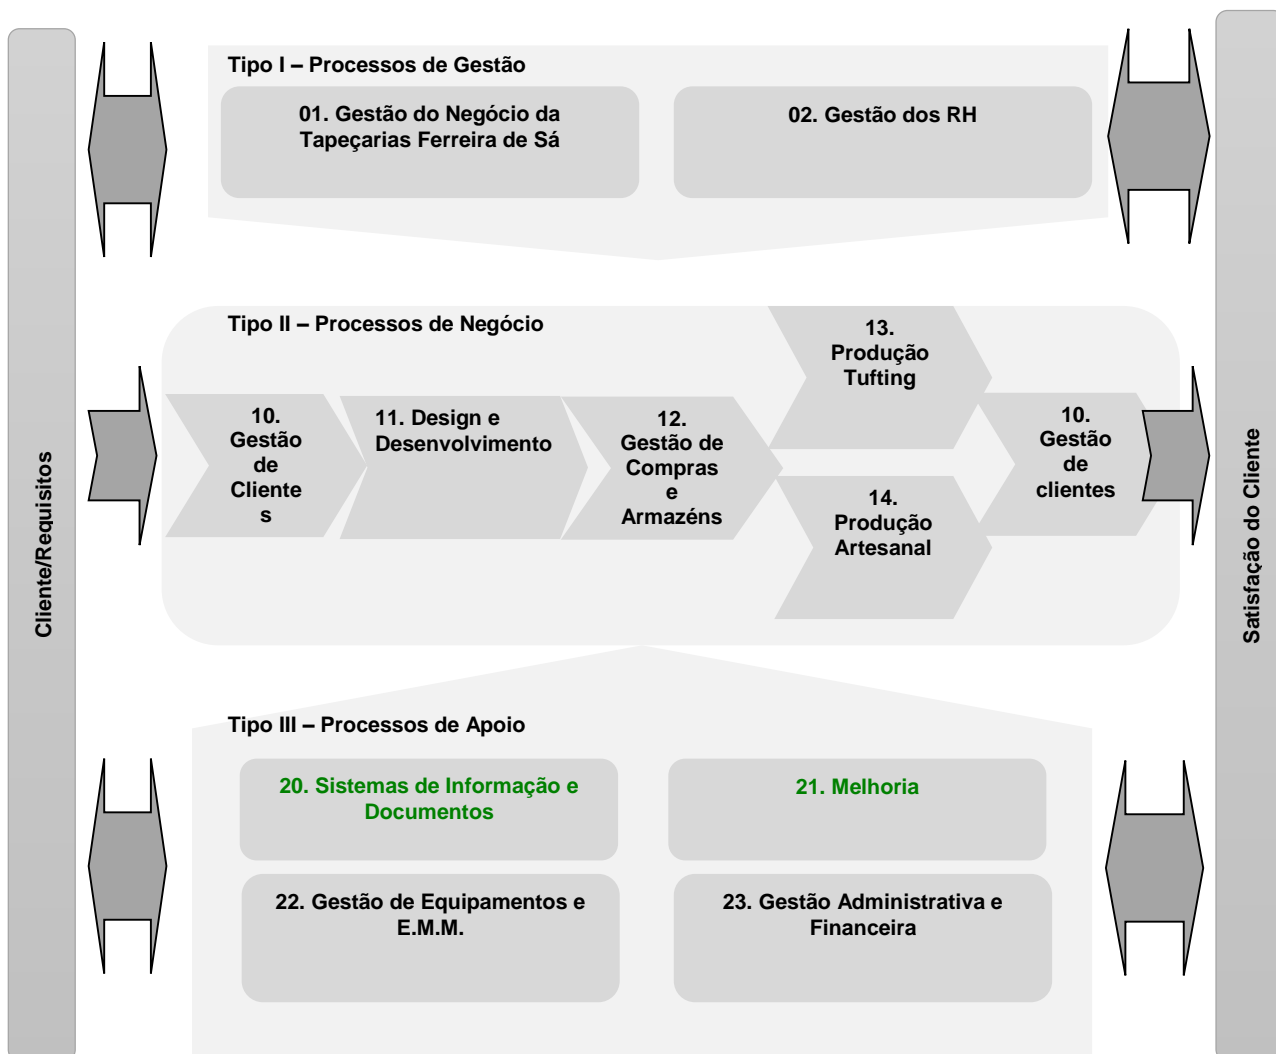 Tipo I – Processos de Gestão
01. Gestão do Negócio da
Tapeçarias Ferreira de Sá
02. Gestão dos RH
Cliente/Requisitos
Tipo II – Processos de Negócio
10.
Gestão
de
Cliente
s
11. Design e
Desenvolvimento
12.
Gestão de
Compras
e
Armazéns
13.
Produção
Tufting
14.
Produção
Artesanal
10.
Gestão
de
clientes
Satisfação do Cliente
Tipo III – Processos de Apoio
20. Sistemas de Informação e
Documentos
21. Melhoria
22. Gestão de Equipamentos e
E.M.M.
23. Gestão Administrativa e
Financeira